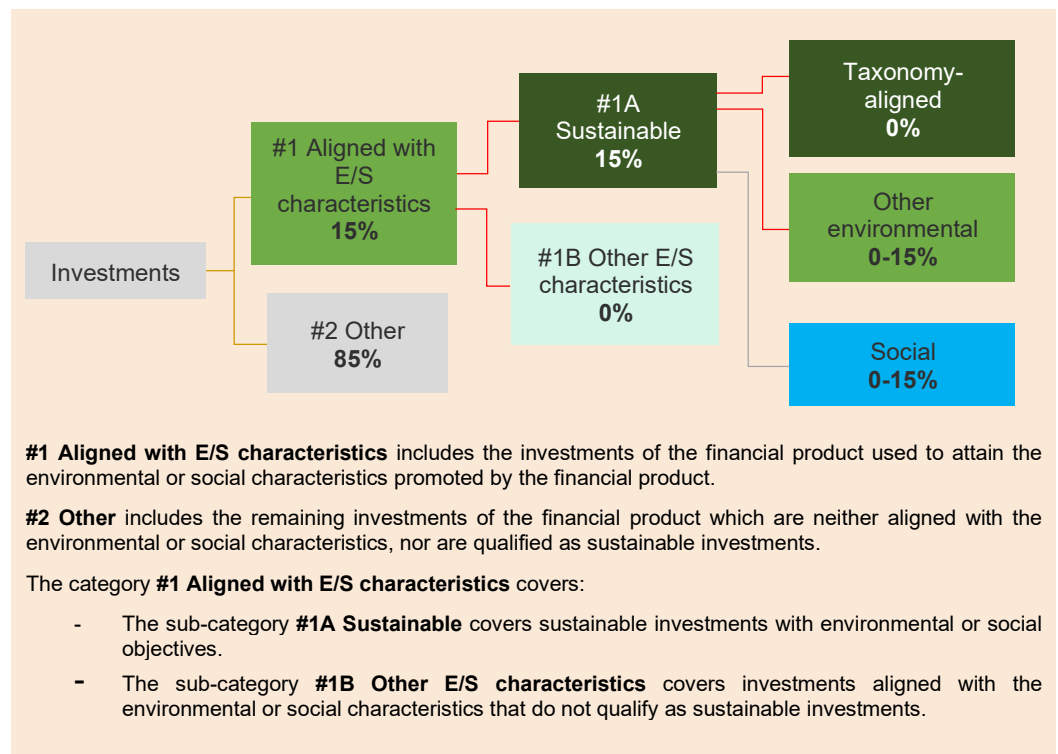 Investments
#1 Aligned with
E/S
characteristics
15%
#2 Other
85%
#1A
Sustainable
15%
#1B Other E/S
characteristics
0%
Taxonomy-
aligned
0%
Other
environmental
0-15%
Social
0-15%
#1 Aligned with E/S characteristics includes the investments of the financial product used to attain the
environmental or social characteristics promoted by the financial product.
#2 Other includes the remaining investments of the financial product which are neither aligned with the
environmental or social characteristics, nor are qualified as sustainable investments.
The category #1 Aligned with E/S characteristics covers:
- The sub-category #1A Sustainable covers sustainable investments with environmental or social
objectives.
- The sub-category #1B Other E/S characteristics covers investments aligned with the
environmental or social characteristics that do not qualify as sustainable investments.